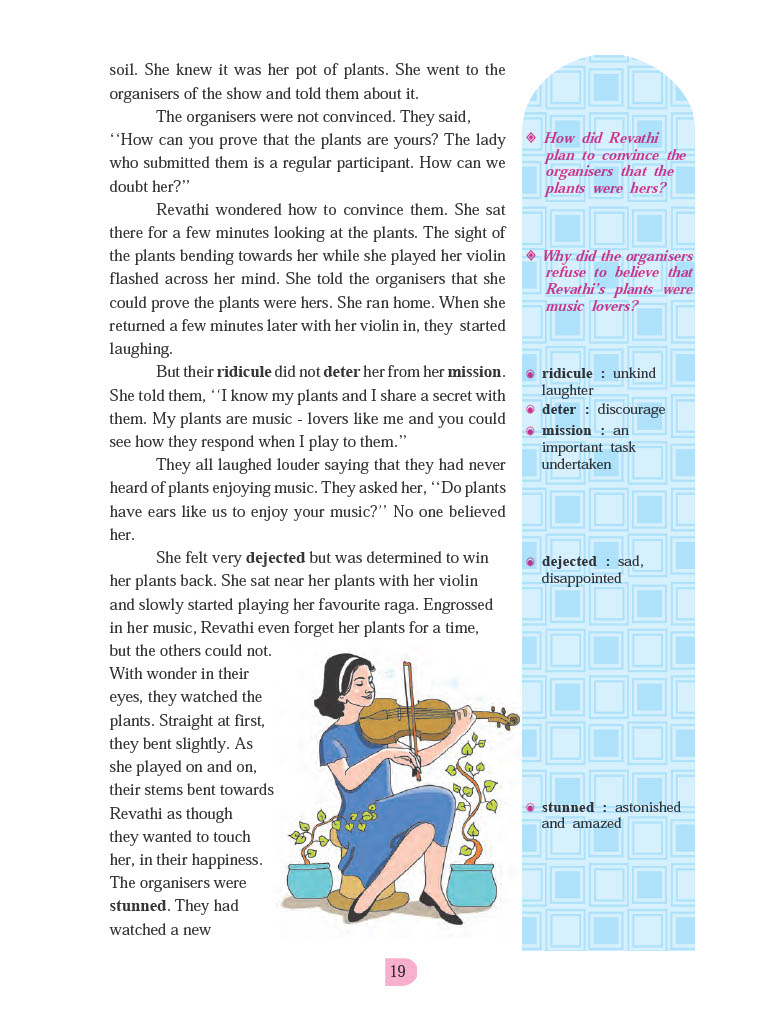 soil. She knew it was her pot of plants. She went to the
organisers of the show and told them about it.
The organisers were not convinced. They said,
‘‘How can you prove that the plants are yours? The lady
who submitted them is a regular participant. How can we
doubt her?’’
Revathi wondered how to convince them. She sat
there for a few minutes looking at the plants. The sight of
the plants bending towards her while she played her violin
flashed across her mind. She told the organisers that she
could prove the plants were hers. She ran home. When she
returned a few minutes later with her violin in, they started
laughing.
But their ridicule did not deter her from her mission.
She told them, ‘‘I know my plants and I share a secret with
them. My plants are music - lovers like me and you could
see how they respond when I play to them.’’
They all laughed louder saying that they had never
heard of plants enjoying music. They asked her, ‘‘Do plants
have ears like us to enjoy your music?’’ No one believed
her.
She felt very dejected but was determined to win
her plants back. She sat near her plants with her violin
and slowly started playing her favourite raga. Engrossed
in her music, Revathi even forget her plants for a time,
but the others could not.
With wonder in their
eyes, they watched the
plants. Straight at first,
they bent slightly. As
she played on and on,
their stems bent towards
Revathi as though
they wanted to touch
her, in their happiness.
The organisers were
stunned. They had
watched a new
How did Revathi
plan to convince the
organisers that the
plants were hers?
Why did the organisers
refuse to believe that
Revathi's plants were
music lovers?
ridicule : unkind
laughter
deter : discourage
mission : an
important task
undertaken
dejected : sad,
disappointed
stunned : astonished
and amazed
19